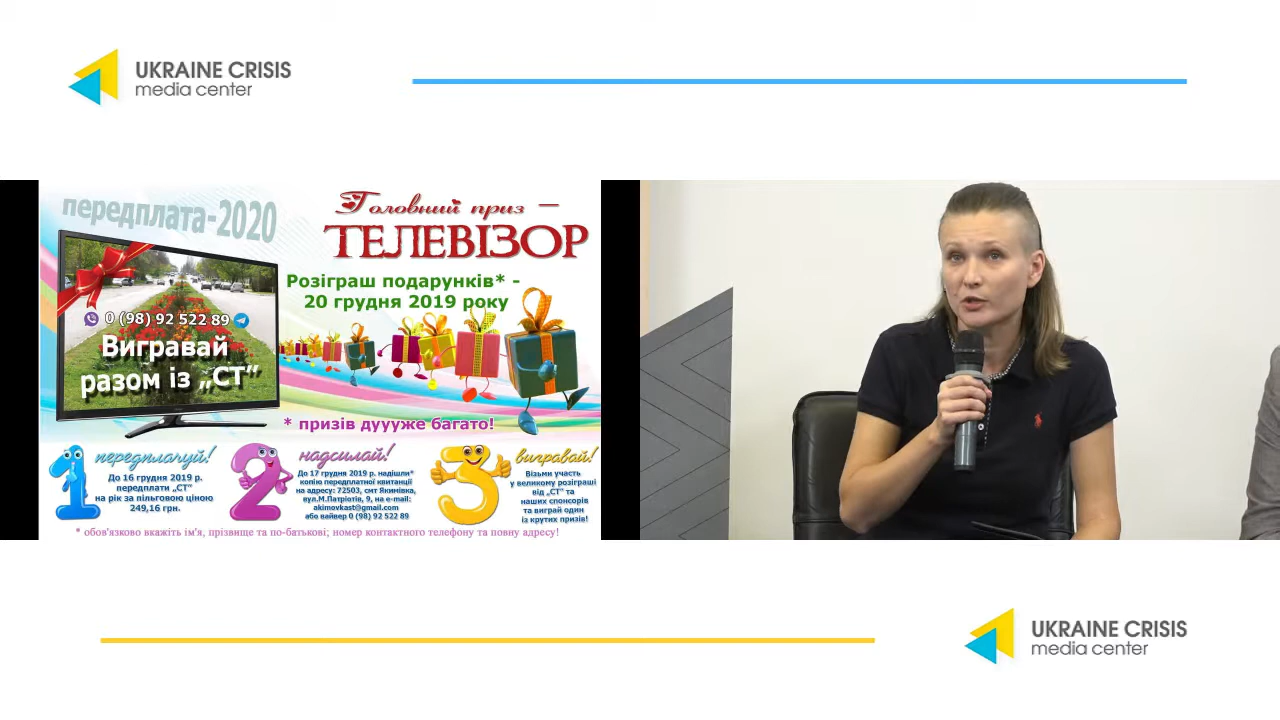 UKRAINE CRISIS
media center
передплата-2020
Головний приз –
ТЕЛЕВІЗОР
Розіграш подарунків* -
20 грудня 2019 року
0 (98) 92 522 89
Вигравай
разом із „СТ”
* призів дуууже багато!
1
передплачуй!
До 16 грудня 2019 р.
передплати „СТ”
на рік за пільговою ціною
249,16 грн.
2
надсилай!
До 17 грудня 2019 р. надішли*
копію передплатної квитанції
на адресу: 72503, смт Якимівка,
вул.М.Патріотів, 9, на e-mail:
akimovkast@gmail.com
або вайбер 0 (98) 92 522 89
3
вигравай!
Візьми участь
у великому розіграші
від „СТ” та
наших спонсорів
та виграй один
із крутих призів!
* обов'язково вкажіть ім'я, прізвище та по-батькові; номер контактного телефону та повну адресу!
UKRAINE CRISIS
media center